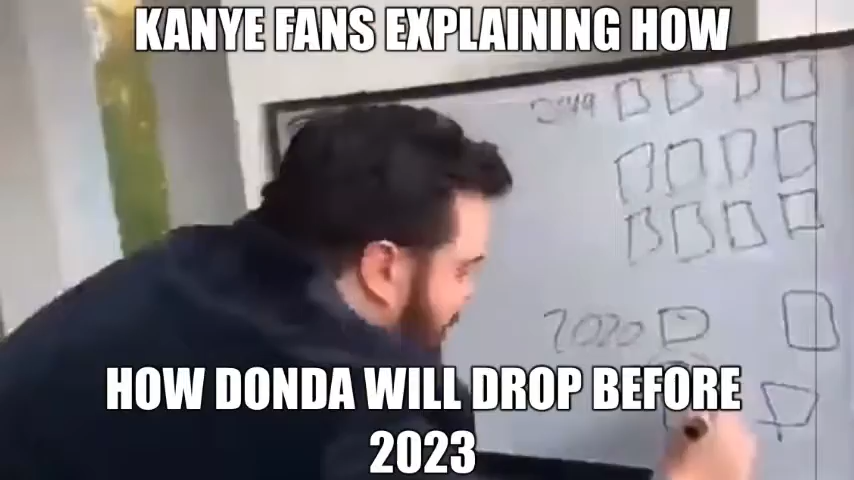 KANYE FANS EXPLAINING HOW
2019
2020
HOW DONDA WILL DROP BEFORE
2023